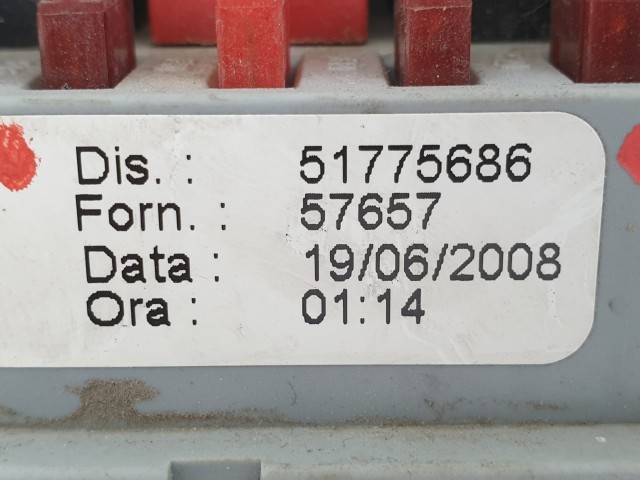 Dis. : 51775686
Forn. : 57657
Data : 19/06/2008
Ora : 01:14